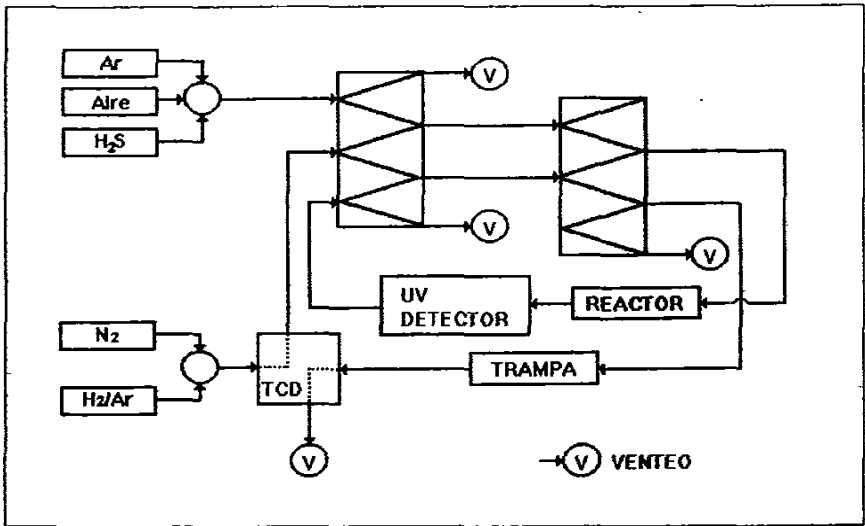 Ar
Aire
H₂S
V
V
V
UV
DETECTOR
REACTOR
N₂
H₂/Ar
TCD
TRAMPA
V
V VENTEO